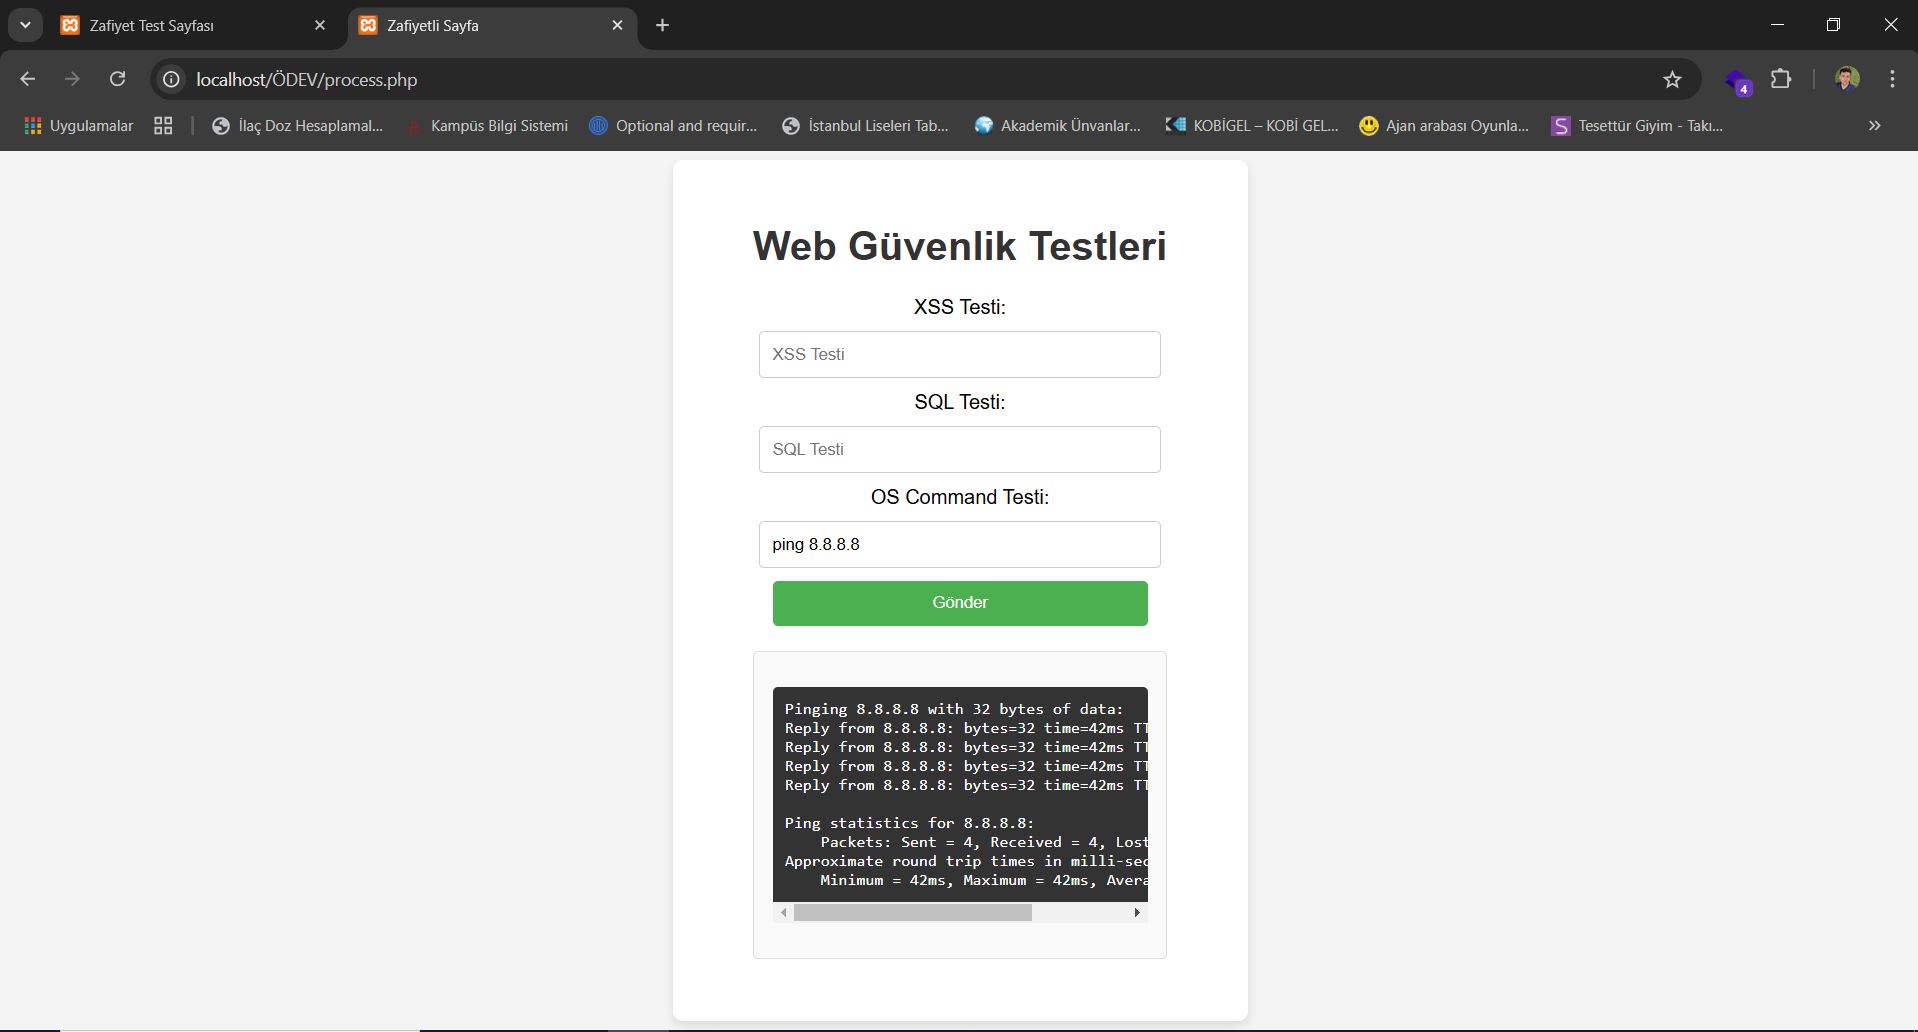 Zafiyet Test Sayfası
Zafiyetli Sayfa
localhost/ÖDEV/process.php
4
Uygulamalar
İlaç Doz Hesaplamal...
Kampüs Bilgi Sistemi
Optional and requir...
İstanbul Liseleri Tab...
Akademik Ünvanlar...
KOBİGEL – KOBİ GEL...
Ajan arabası Oyunla...
S
Tesettür Giyim - Takı...
Web Güvenlik Testleri
XSS Testi:
XSS Testi
SQL Testi:
SQL Testi
OS Command Testi:
ping 8.8.8.8
Gönder
Pinging 8.8.8.8 with 32 bytes of data:
Reply from 8.8.8.8: bytes=32 time=42ms TT
Reply from 8.8.8.8: bytes=32 time=42ms TT
Reply from 8.8.8.8: bytes=32 time=42ms TT
Reply from 8.8.8.8: bytes=32 time=42ms TT
Ping statistics for 8.8.8.8:
Packets: Sent = 4, Received = 4, Lost
Approximate round trip times in milli-sec
Minimum = 42ms, Maximum = 42ms, Avera